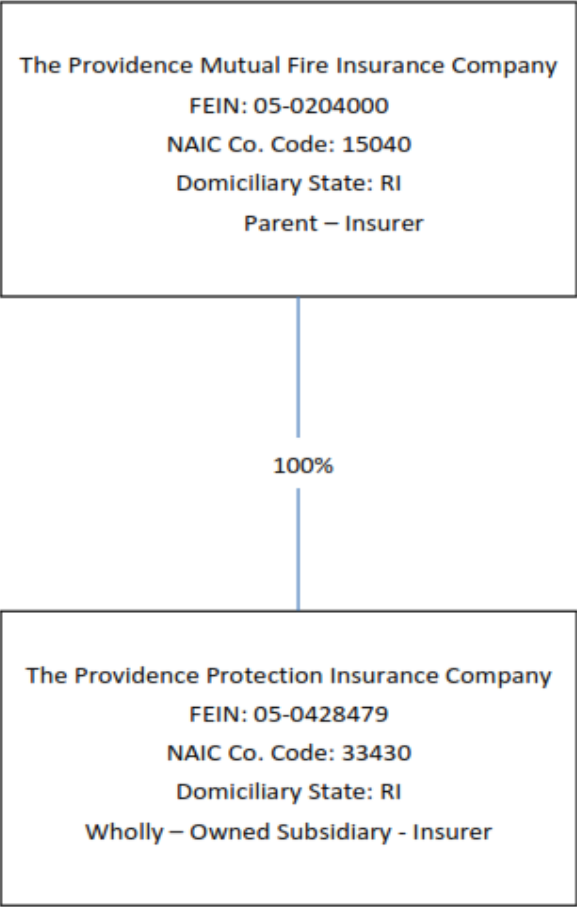 The Providence Mutual Fire Insurance Company
FEIN: 05-0204000
NAIC Co. Code: 15040
Domiciliary State: RI
Parent – Insurer
100%
The Providence Protection Insurance Company
FEIN: 05-0428479
NAIC Co. Code: 33430
Domiciliary State: RI
Wholly – Owned Subsidiary - Insurer